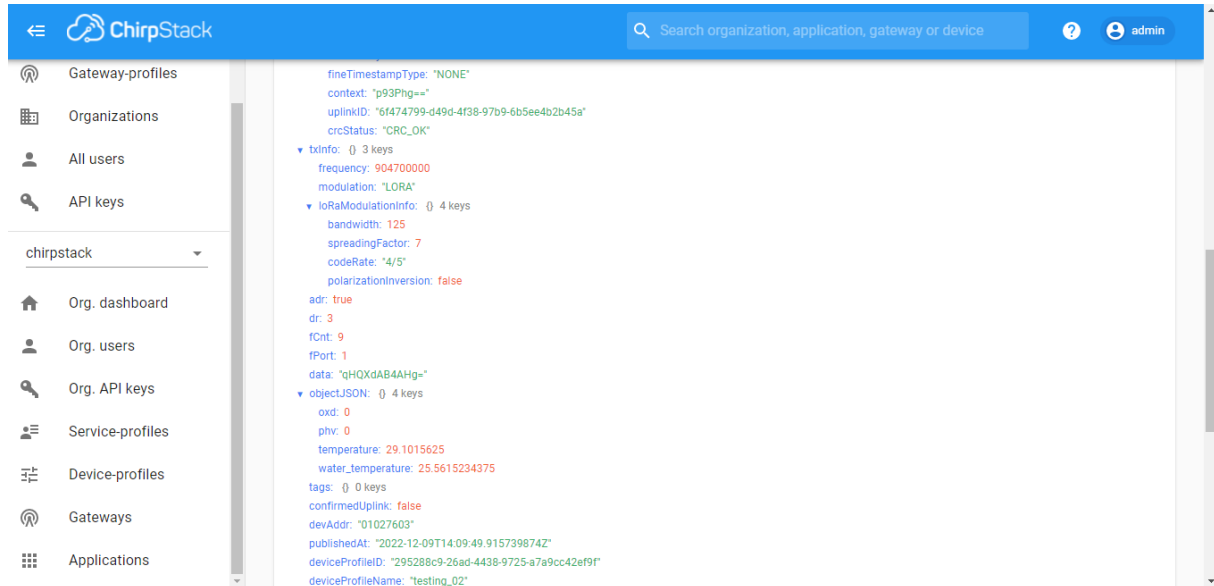 ChirpStack
Search organization, application, gateway or device
?
admin
Gateway-profiles
Organizations
All users
API keys
chirpstack
Org. dashboard
Org. users
Org. API keys
Service-profiles
Device-profiles
Gateways
Applications
fineTimestampType: "NONE"
context: "p93Phg=="
uplinkID: "6f474799-d49d-4f38-97b9-6b5ee4b2b45a"
crcStatus: "CRC_OK"
txInfo: {} 3 keys
frequency: 904700000
modulation: "LORA"
loRaModulationInfo: {} 4 keys
bandwidth: 125
spreadingFactor: 7
codeRate: "4/5"
polarizationInversion: false
adr: true
dr: 3
fCnt: 9
fPort: 1
data: "qHQXdAB4AHg="
objectJSON: {} 4 keys
oxd: 0
phv: 0
temperature: 29.1015625
water_temperature: 25.5615234375
tags: {} 0 keys
confirmedUplink: false
devAddr: "01027603"
publishedAt: "2022-12-09T14:09:49.915739874Z"
deviceProfileID: "295288c9-26ad-4438-9725-a7a9cc42ef9f"
deviceProfileName: "testing_02"